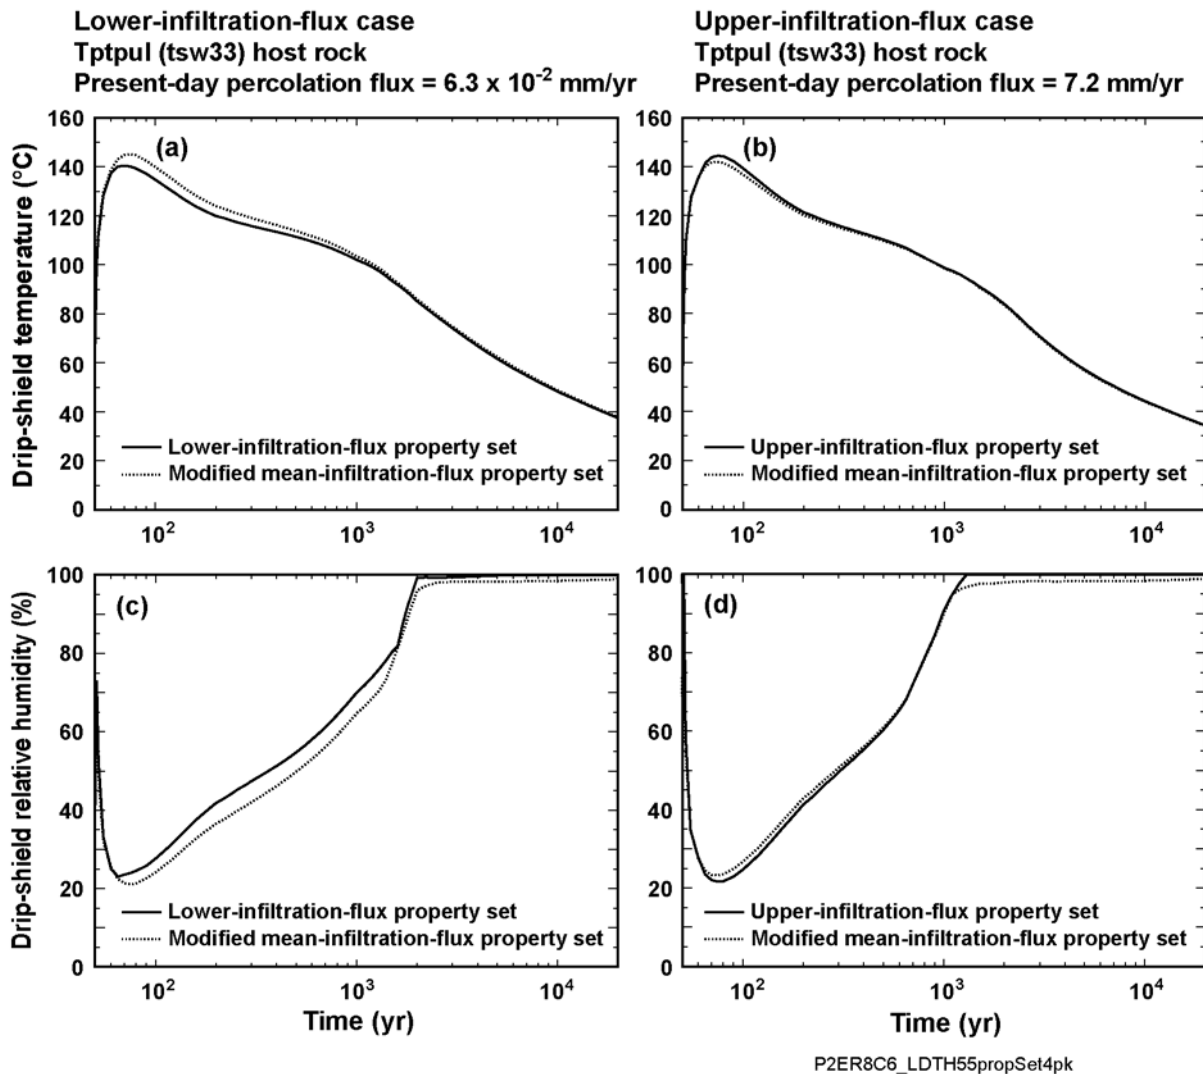 Lower-infiltration-flux case
Tptpul (tsw33) host rock
Present-day percolation flux = 6.3 x 10⁻² mm/yr
Upper-infiltration-flux case
Tptpul (tsw33) host rock
Present-day percolation flux = 7.2 mm/yr
Drip-shield temperature (°C)
160
140
120
100
80
60
40
20
0
(a)
Lower-infiltration-flux property set
Modified mean-infiltration-flux property set
10² 10³ 10⁴
160
140
120
100
80
60
40
20
0
(b)
Upper-infiltration-flux property set
Modified mean-infiltration-flux property set
10² 10³ 10⁴
Drip-shield relative humidity (%)
100
80
60
40
20
0
(c)
Lower-infiltration-flux property set
Modified mean-infiltration-flux property set
10² 10³ 10⁴
Time (yr)
100
80
60
40
20
0
(d)
Upper-infiltration-flux property set
Modified mean-infiltration-flux property set
10² 10³ 10⁴
Time (yr)
P2ER8C6_LDTH55propSet4pk